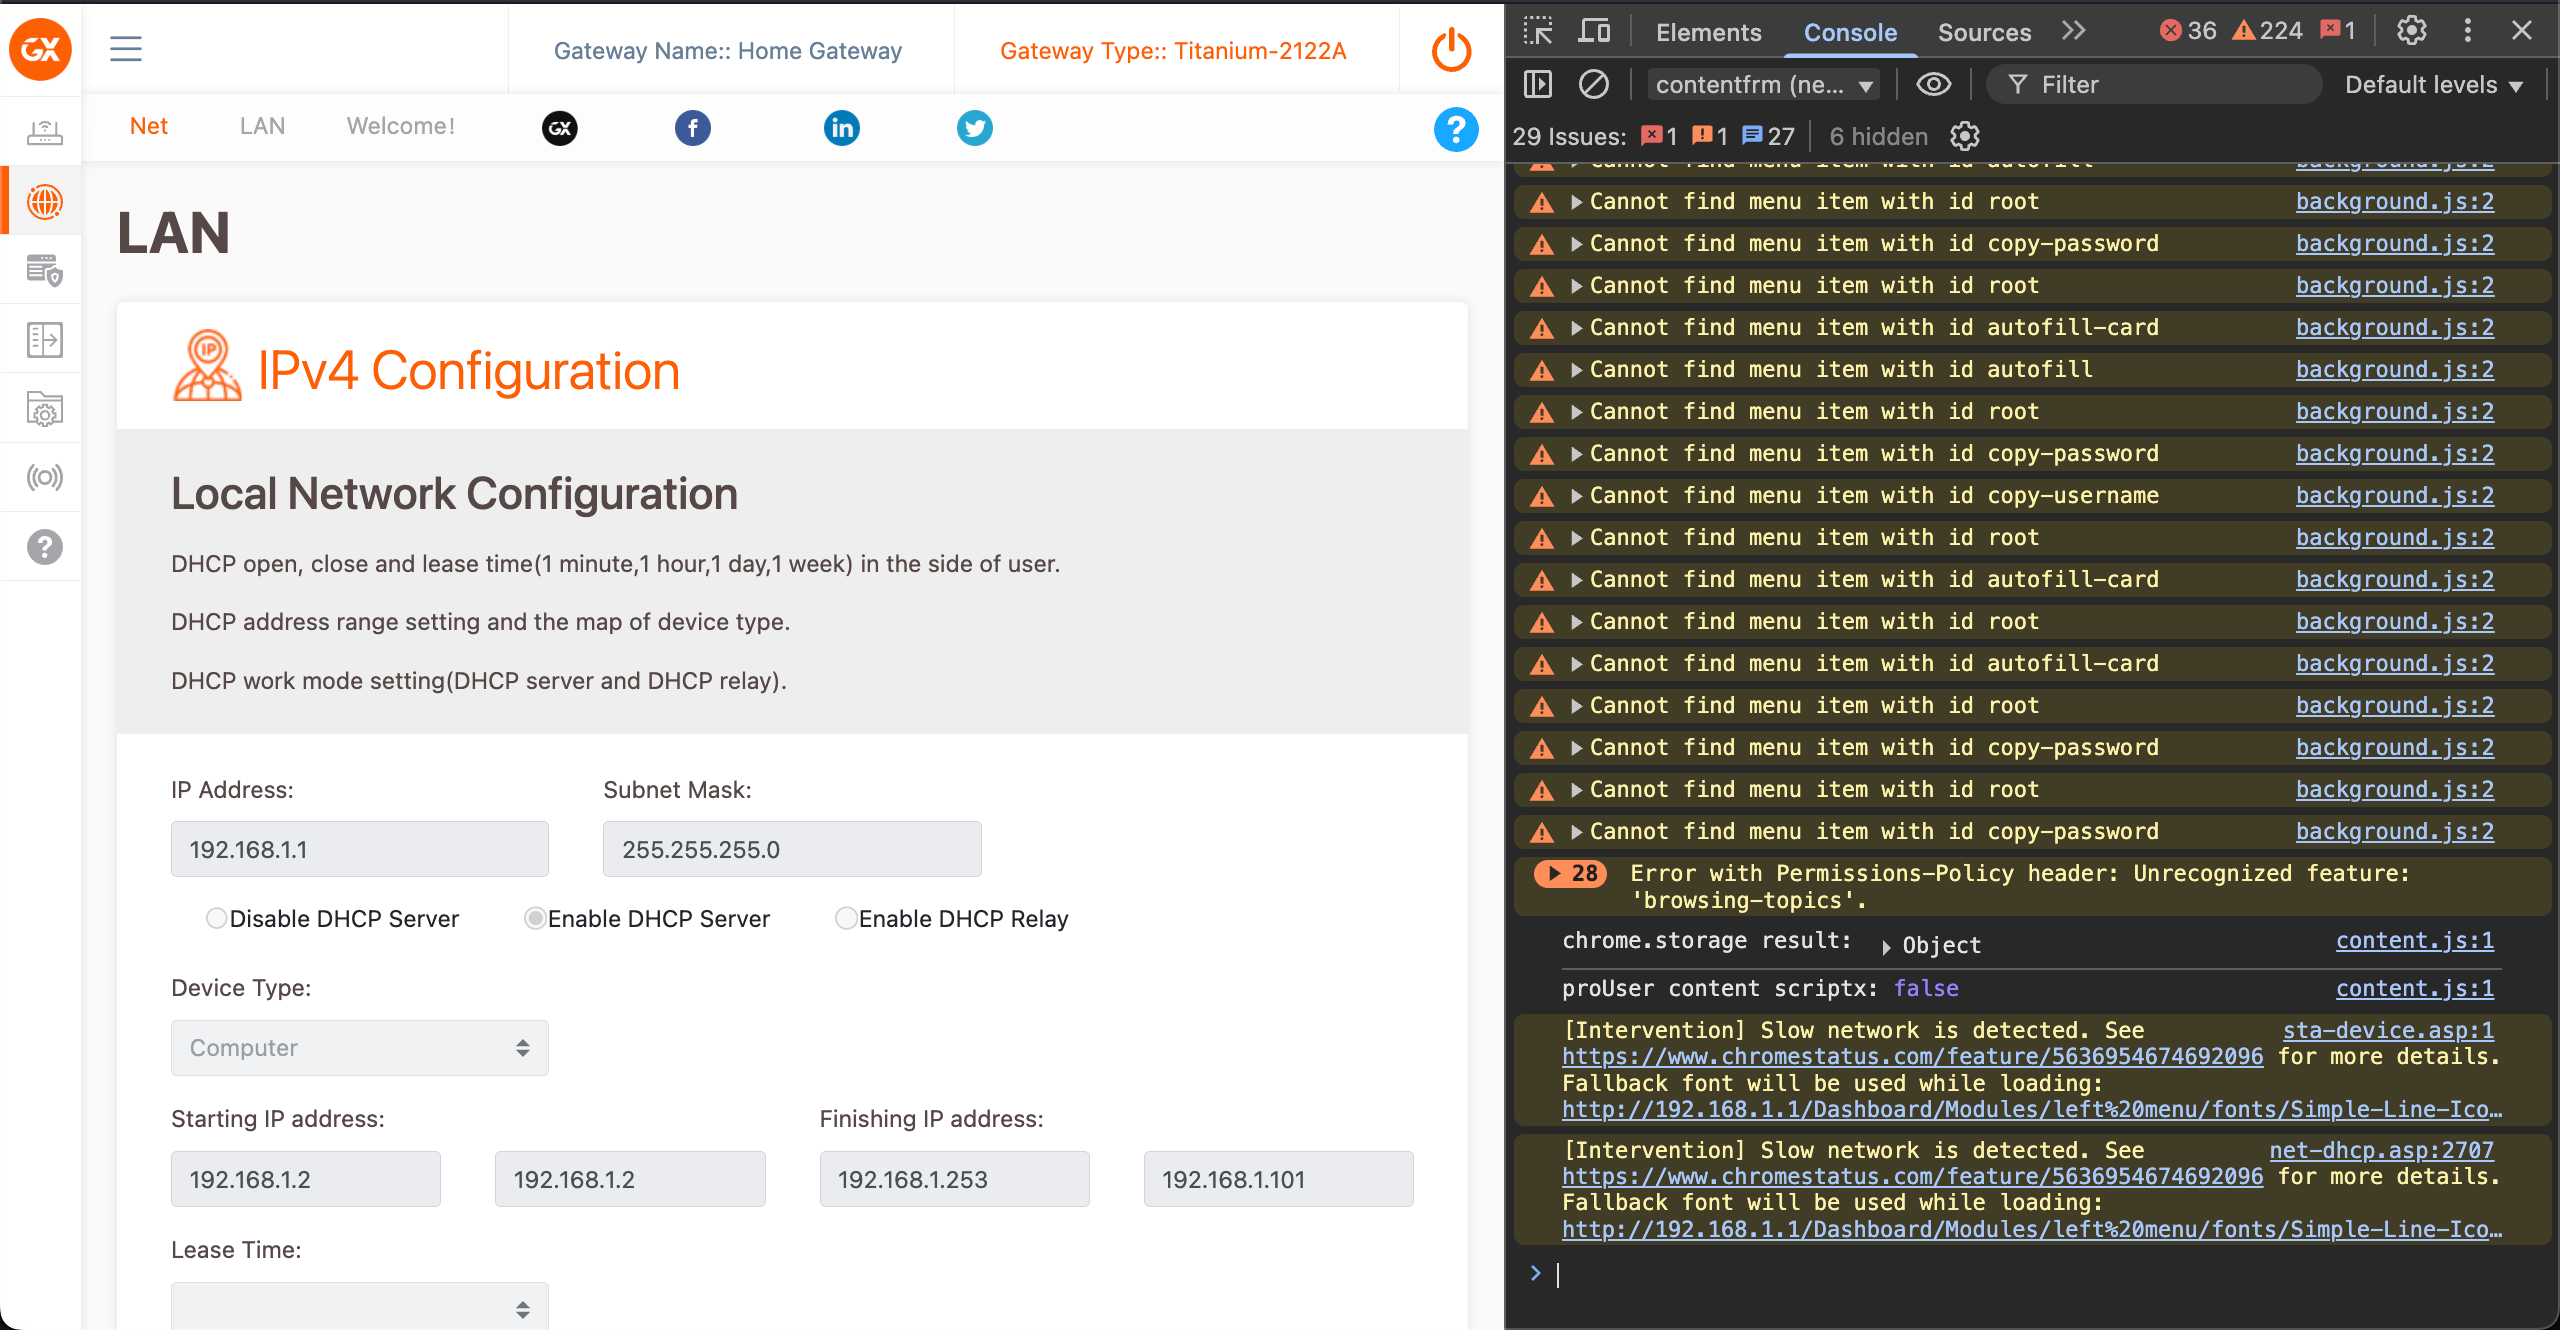 GX
Gateway Name:: Home Gateway
Gateway Type:: Titanium-2122A
Net
LAN
Welcome!
GX
f
in
?
LAN
IP
IPv4 Configuration
Local Network Configuration
DHCP open, close and lease time(1 minute,1 hour,1 day,1 week) in the side of user.
DHCP address range setting and the map of device type.
DHCP work mode setting(DHCP server and DHCP relay).
IP Address:
Subnet Mask:
192.168.1.1
255.255.255.0
Disable DHCP Server
Enable DHCP Server
Enable DHCP Relay
Device Type:
Computer
Starting IP address:
Finishing IP address:
192.168.1.2
192.168.1.2
192.168.1.253
192.168.1.101
Lease Time:
?
Elements
Console
Sources
36
224
1
contentfrm (ne...
Filter
Default levels
29 Issues: 1 1 27
6 hidden
Cannot find menu item with id autofill background.js:2
Cannot find menu item with id root background.js:2
Cannot find menu item with id copy-password background.js:2
Cannot find menu item with id root background.js:2
Cannot find menu item with id autofill-card background.js:2
Cannot find menu item with id autofill background.js:2
Cannot find menu item with id root background.js:2
Cannot find menu item with id copy-password background.js:2
Cannot find menu item with id copy-username background.js:2
Cannot find menu item with id root background.js:2
Cannot find menu item with id autofill-card background.js:2
Cannot find menu item with id root background.js:2
Cannot find menu item with id autofill-card background.js:2
Cannot find menu item with id root background.js:2
Cannot find menu item with id copy-password background.js:2
Cannot find menu item with id root background.js:2
Cannot find menu item with id copy-password background.js:2
28 Error with Permissions-Policy header: Unrecognized feature:
'browsing-topics'.
chrome.storage result: Object content.js:1
proUser content scriptx: false content.js:1
[Intervention] Slow network is detected. See sta-device.asp:1
https://www.chromestatus.com/feature/5636954674692096 for more details.
Fallback font will be used while loading:
http://192.168.1.1/Dashboard/Modules/left%20menu/fonts/Simple-Line-Ico…
[Intervention] Slow network is detected. See net-dhcp.asp:2707
https://www.chromestatus.com/feature/5636954674692096 for more details.
Fallback font will be used while loading:
http://192.168.1.1/Dashboard/Modules/left%20menu/fonts/Simple-Line-Ico…